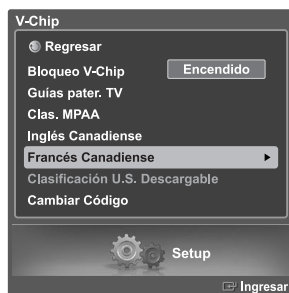 V-Chip
Regresar
Bloqueo V-Chip Encendido
Guías pater. TV
Clas. MPAA
Inglés Canadiense
Francés Canadiense
Clasificación U.S. Descargable
Cambiar Código
Setup
Ingresar